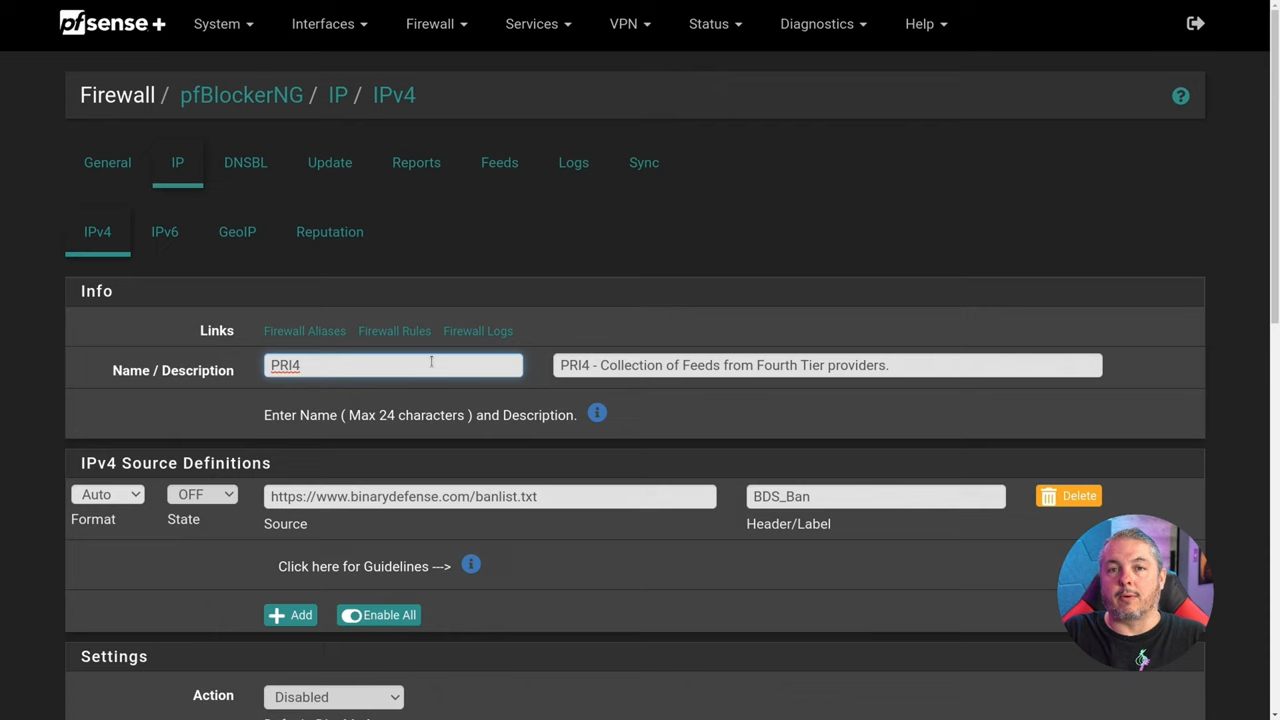 pfsense+ System Interfaces Firewall Services VPN Status Diagnostics Help
Firewall / pfBlockerNG / IP / IPv4
General IP DNSBL Update Reports Feeds Logs Sync
IPv4 IPv6 GeoIP Reputation
Info
Links Firewall Aliases Firewall Rules Firewall Logs
Name / Description PRI4 PRI4 - Collection of Feeds from Fourth Tier providers.
Enter Name ( Max 24 characters ) and Description.
IPv4 Source Definitions
Auto OFF https://www.binarydefense.com/banlist.txt BDS_Ban Delete
Format State Source Header/Label
Click here for Guidelines --->
Add Enable All
Settings
Action Disabled